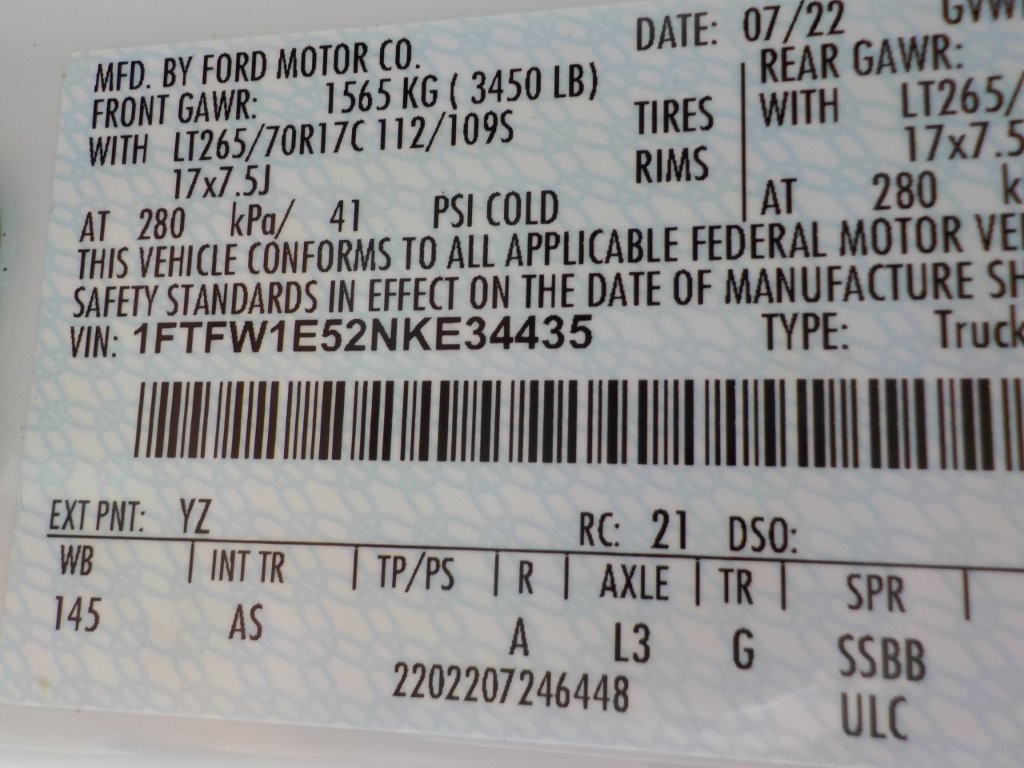 MFD. BY FORD MOTOR CO. DATE: 07/22
FRONT GAWR: 1565 KG ( 3450 LB) REAR GAWR:
WITH LT265/70R17C 112/109S TIRES WITH LT265/
17x7.5J RIMS 17x7.5
AT 280 kPa/ 41 PSI COLD AT 280
THIS VEHICLE CONFORMS TO ALL APPLICABLE FEDERAL MOTOR
SAFETY STANDARDS IN EFFECT ON THE DATE OF MANUFACTURE
VIN: 1FTFW1E52NKE34435 TYPE: Truck
EXT PNT: YZ RC: 21 DSO:
WB INT TR TP/PS R AXLE TR SPR
145 AS A L3 G SSBB
2202207246448 ULC